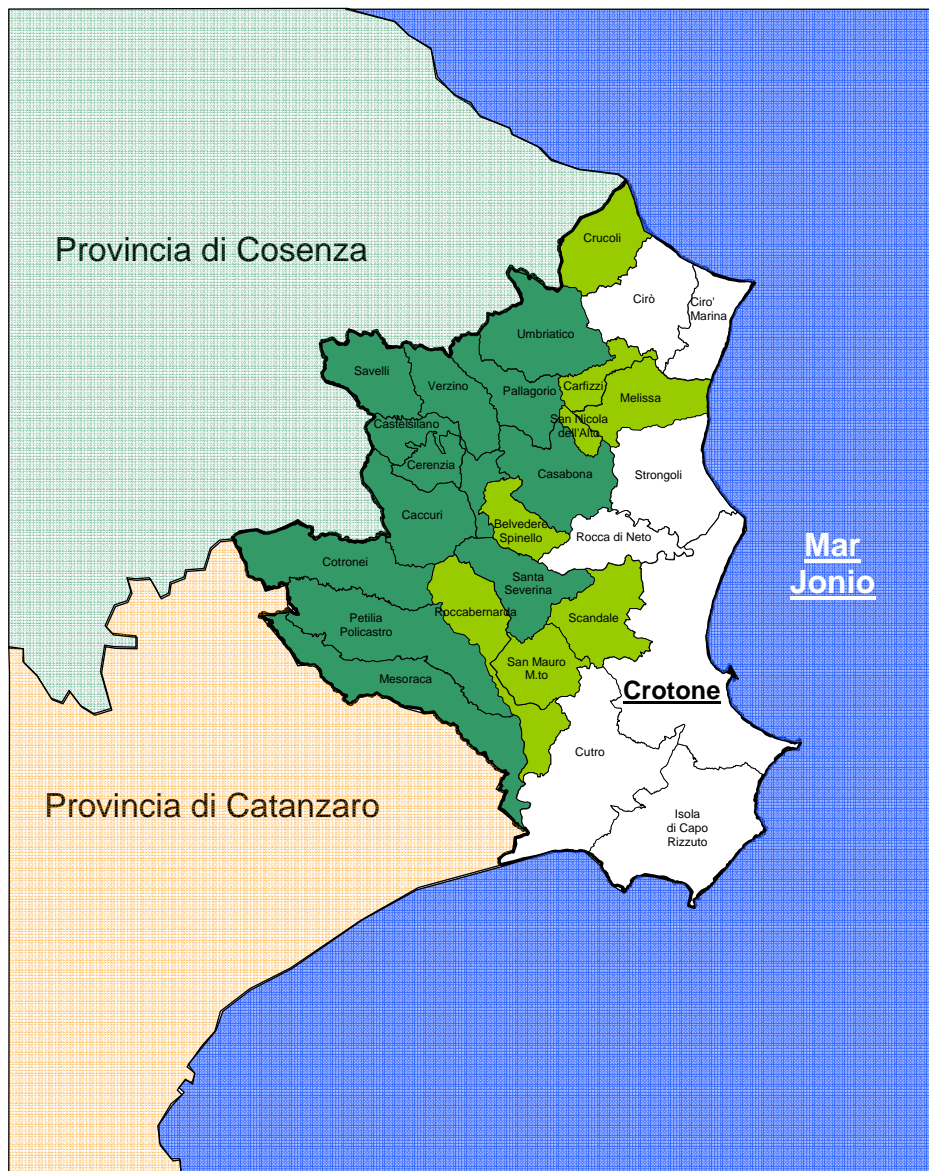 Provincia di Cosenza
Crucoli
Cirò
Ciro'
Marina
Umbriatico
Savelli
Verzino
Pallagorio
Carfizzi
Melissa
San Nicola
dell'Alto
Castelsilano
Cerenzia
Casabona
Strongoli
Caccuri
Belvedere
Spinello
Rocca di Neto
Mar
Jonio
Cotronei
Santa
Severina
Roccabernarda
Scandale
Petilia
Policastro
San Mauro
M.to
Mesoraca
Crotone
Cutro
Provincia di Catanzaro
Isola
di Capo
Rizzuto